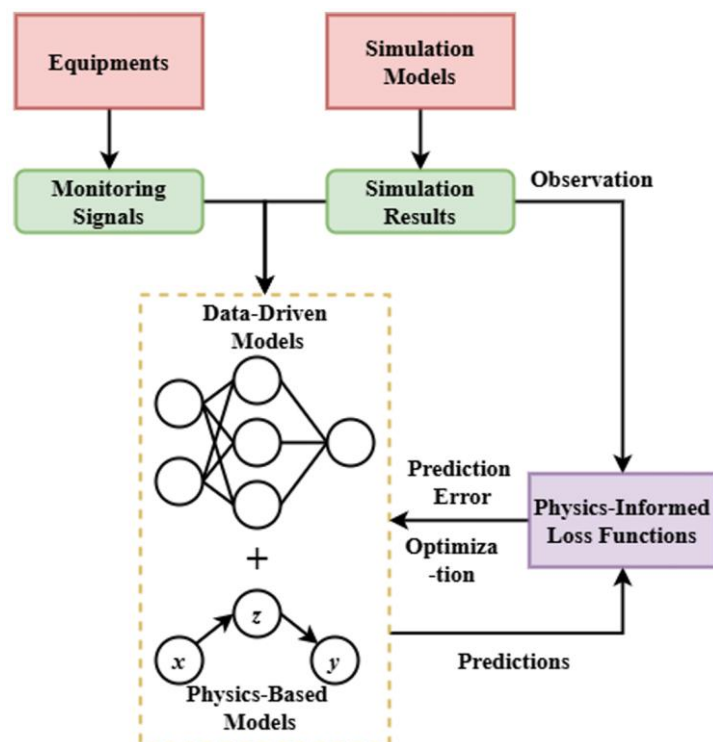 Equipments
Simulation
Models
Monitoring
Signals
Simulation
Results
Observation
Data-Driven
Models
Prediction
Error
Optimiza
-tion
Physics-Informed
Loss Functions
+
z
x
y
Predictions
Physics-Based
Models